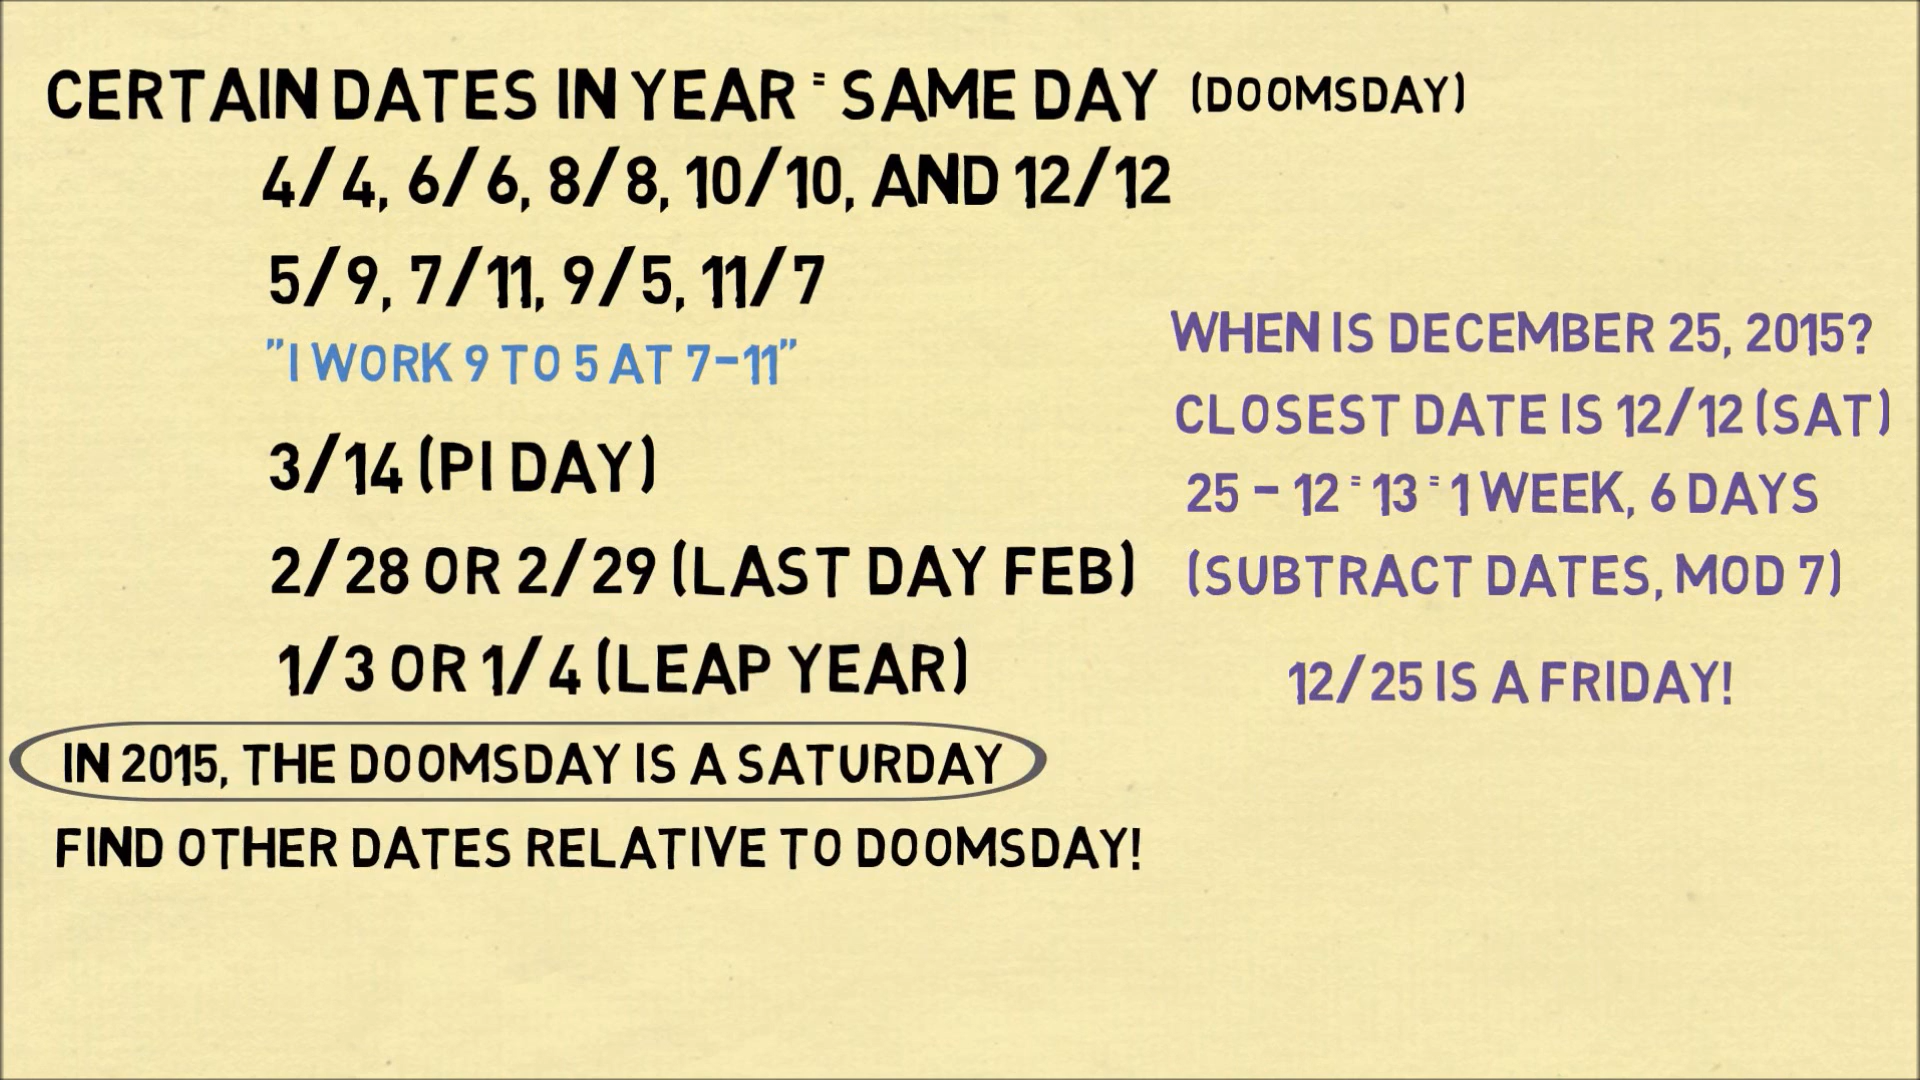 CERTAIN DATES IN YEAR = SAME DAY (DOOMSDAY)
4/4, 6/6, 8/8, 10/10, AND 12/12
5/9, 7/11, 9/5, 11/7
"I WORK 9 TO 5 AT 7-11"
3/14 (PI DAY)
2/28 OR 2/29 (LAST DAY FEB)
1/3 OR 1/4 (LEAP YEAR)
IN 2015, THE DOOMSDAY IS A SATURDAY
FIND OTHER DATES RELATIVE TO DOOMSDAY!
WHEN IS DECEMBER 25, 2015?
CLOSEST DATE IS 12/12 (SAT)
25 - 12 = 13 = 1 WEEK, 6 DAYS
(SUBTRACT DATES, MOD 7)
12/25 IS A FRIDAY!